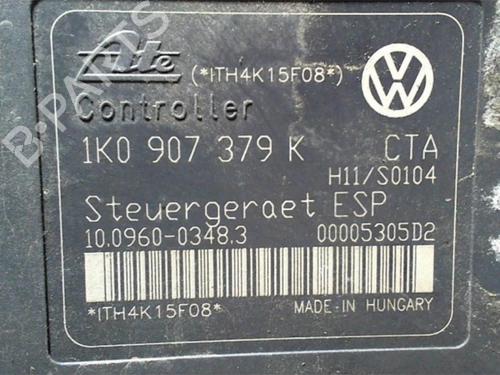 Ate (*ITH4K15F08*)
Controller
1K0 907 379 K CTA
H11/S0104
Steuergeraet ESP
10.0960-0348.3 00005305D2
*ITH4K15F08* MADE-IN HUNGARY
B-PARTS